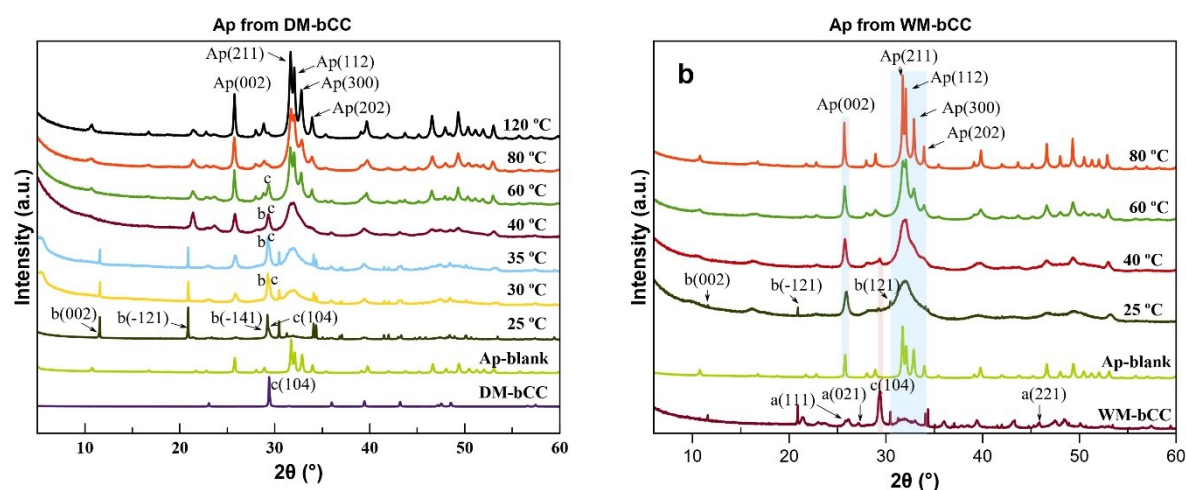 Ap from DM-bCC
Ap(211)
Ap(112)
Ap(002)
Ap(300)
Ap(202)
120 ºC
80 ºC
c
60 ºC
b c
40 ºC
b c
35 ºC
b c
30 ºC
b(002)
b(-121)
b(-141)
c(104)
25 ºC
Ap-blank
c(104)
DM-bCC
10
20
30
40
50
60
2θ (°)
Intensity (a.u.)
Ap from WM-bCC
b
Ap(211)
Ap(112)
Ap(002)
Ap(300)
Ap(202)
80 ºC
60 ºC
40 ºC
b(002)
b(-121)
b(121)
25 ºC
Ap-blank
a(111)
a(021)
c(104)
a(221)
WM-bCC
10
20
30
40
50
60
2θ (°)
Intensity (a.u.)